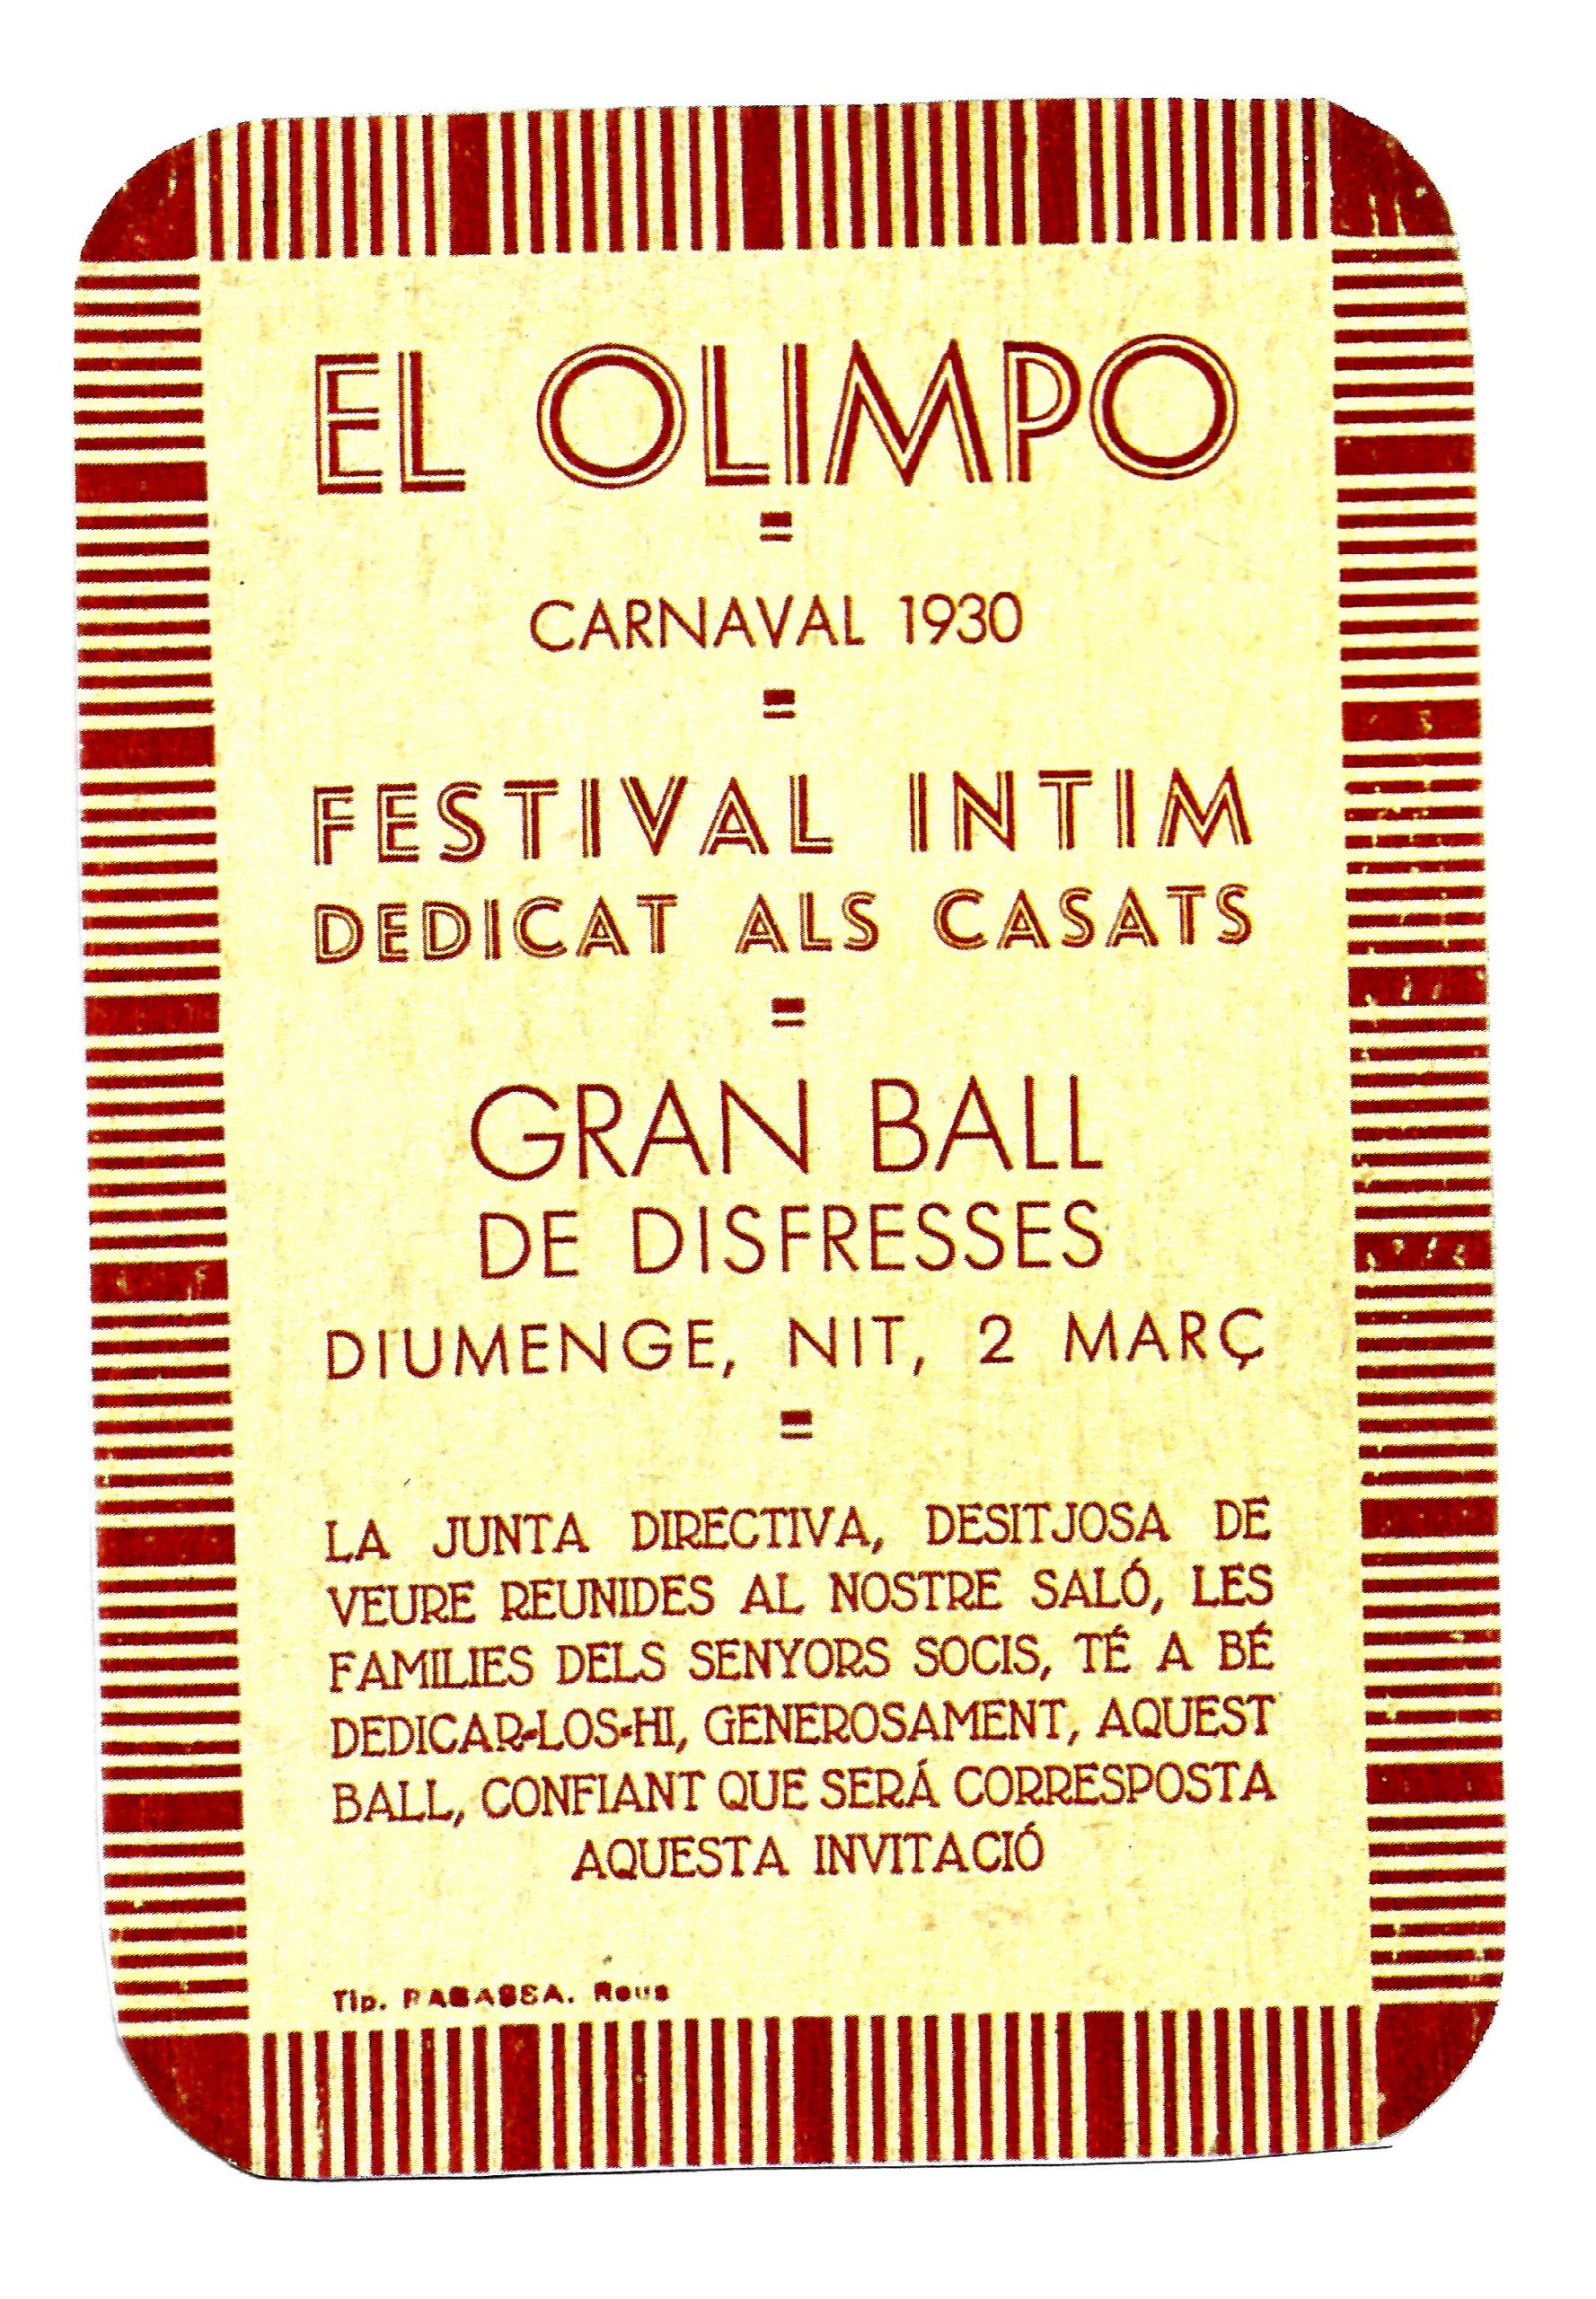 EL OLIMPO
=
CARNAVAL 1930
=
FESTIVAL INTIM
DEDICAT ALS CASATS
=
GRAN BALL
DE DISFRESSES
DIUMENGE, NIT, 2 MARÇ
=
LA JUNTA DIRECTIVA, DESITJOSA DE
VEURE REUNIDES AL NOSTRE SALÓ, LES
FAMILIES DELS SENYORS SOCIS, TÉ A BÉ
DEDICAR-LOS-HI, GENEROSAMENT, AQUEST
BALL, CONFIANT QUE SERÁ CORRESPOSTA
AQUESTA INVITACIÓ
Tip. RABASSA. Reus